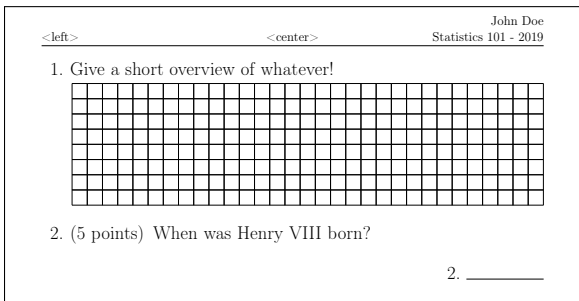 John Doe
<left> <center> Statistics 101 - 2019
1. Give a short overview of whatever!
2. (5 points) When was Henry VIII born?
2.